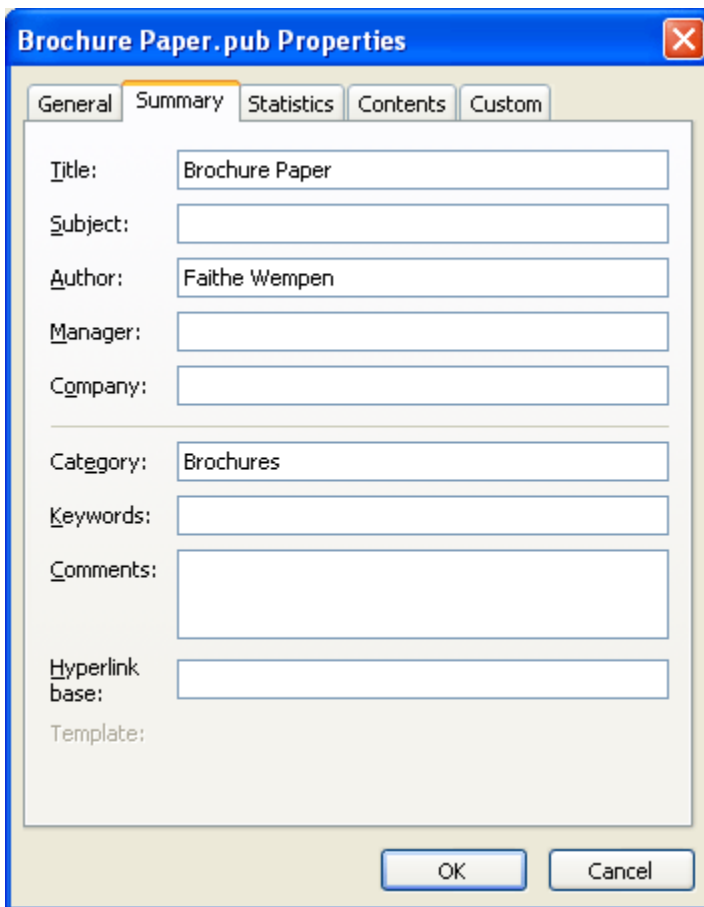 Brochure Paper.pub Properties
General Summary Statistics Contents Custom
Title: Brochure Paper
Subject:
Author: Faithe Wempen
Manager:
Company:
Category: Brochures
Keywords:
Comments:
Hyperlink
base:
Template:
OK Cancel